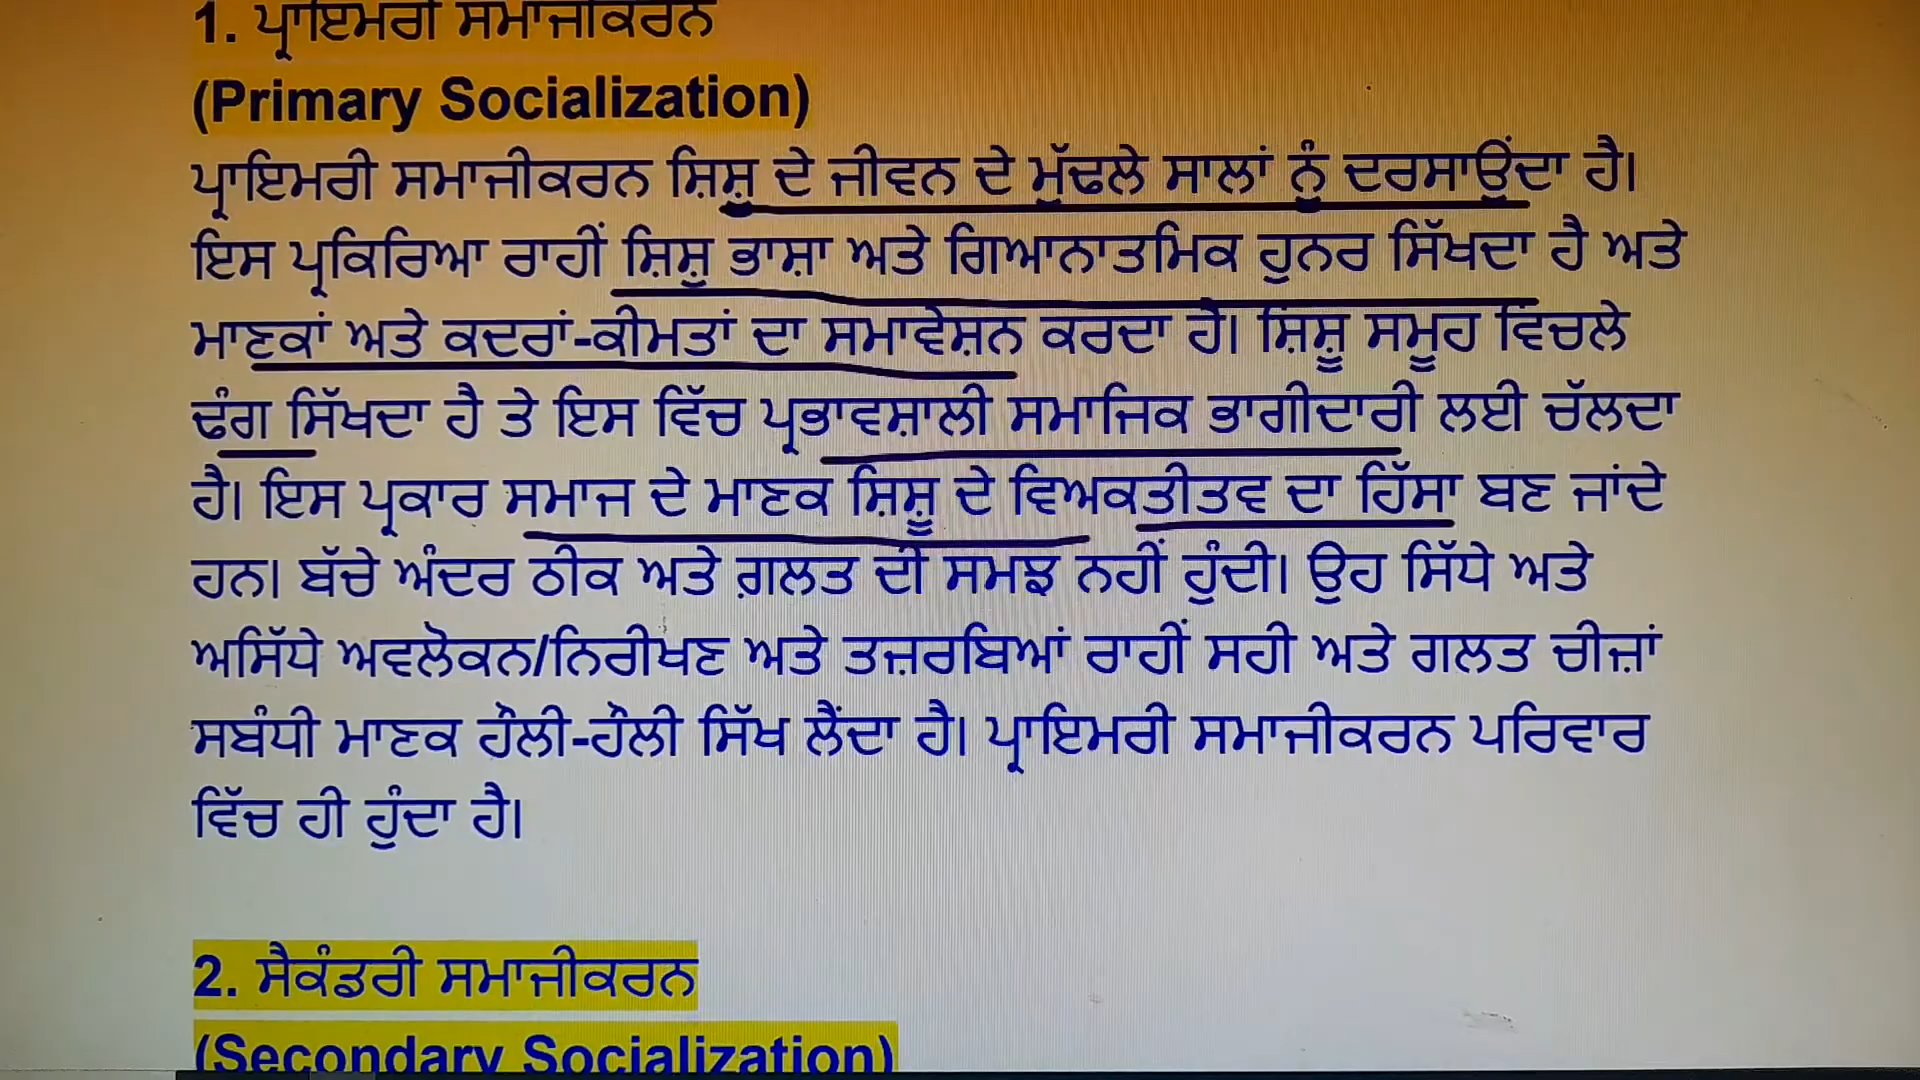 1. ਪ੍ਰਾਇਮਰੀ ਸਮਾਜੀਕਰਨ
(Primary Socialization)
ਪ੍ਰਾਇਮਰੀ ਸਮਾਜੀਕਰਨ ਸ਼ਿਸ਼ੂ ਦੇ ਜੀਵਨ ਦੇ ਮੁੱਢਲੇ ਸਾਲਾਂ ਨੂੰ ਦਰਸਾਉਂਦਾ ਹੈ।
ਇਸ ਪ੍ਰਕਿਰਿਆ ਰਾਹੀਂ ਸ਼ਿਸ਼ੂ ਭਾਸ਼ਾ ਅਤੇ ਗਿਆਨਾਤਮਿਕ ਹੁਨਰ ਸਿੱਖਦਾ ਹੈ ਅਤੇ
ਮਾਣਕਾਂ ਅਤੇ ਕਦਰਾਂ-ਕੀਮਤਾਂ ਦਾ ਸਮਾਵੇਸ਼ਨ ਕਰਦਾ ਹੈ। ਸ਼ਿਸ਼ੂ ਸਮੂਹ ਵਿਚਲੇ
ਢੰਗ ਸਿੱਖਦਾ ਹੈ ਤੇ ਇਸ ਵਿੱਚ ਪ੍ਰਭਾਵਸ਼ਾਲੀ ਸਮਾਜਿਕ ਭਾਗੀਦਾਰੀ ਲਈ ਚੱਲਦਾ
ਹੈ। ਇਸ ਪ੍ਰਕਾਰ ਸਮਾਜ ਦੇ ਮਾਣਕ ਸ਼ਿਸ਼ੂ ਦੇ ਵਿਅਕਤੀਤਵ ਦਾ ਹਿੱਸਾ ਬਣ ਜਾਂਦੇ
ਹਨ। ਬੱਚੇ ਅੰਦਰ ਠੀਕ ਅਤੇ ਗ਼ਲਤ ਦੀ ਸਮਝ ਨਹੀਂ ਹੁੰਦੀ। ਉਹ ਸਿੱਧੇ ਅਤੇ
ਅਸਿੱਧੇ ਅਵਲੋਕਨ/ਨਿਰੀਖਣ ਅਤੇ ਤਜ਼ਰਬਿਆਂ ਰਾਹੀਂ ਸਹੀ ਅਤੇ ਗਲਤ ਚੀਜ਼ਾਂ
ਸਬੰਧੀ ਮਾਣਕ ਹੌਲੀ-ਹੌਲੀ ਸਿੱਖ ਲੈਂਦਾ ਹੈ। ਪ੍ਰਾਇਮਰੀ ਸਮਾਜੀਕਰਨ ਪਰਿਵਾਰ
ਵਿੱਚ ਹੀ ਹੁੰਦਾ ਹੈ।
2. ਸੈਕੰਡਰੀ ਸਮਾਜੀਕਰਨ
(Secondary Socialization)